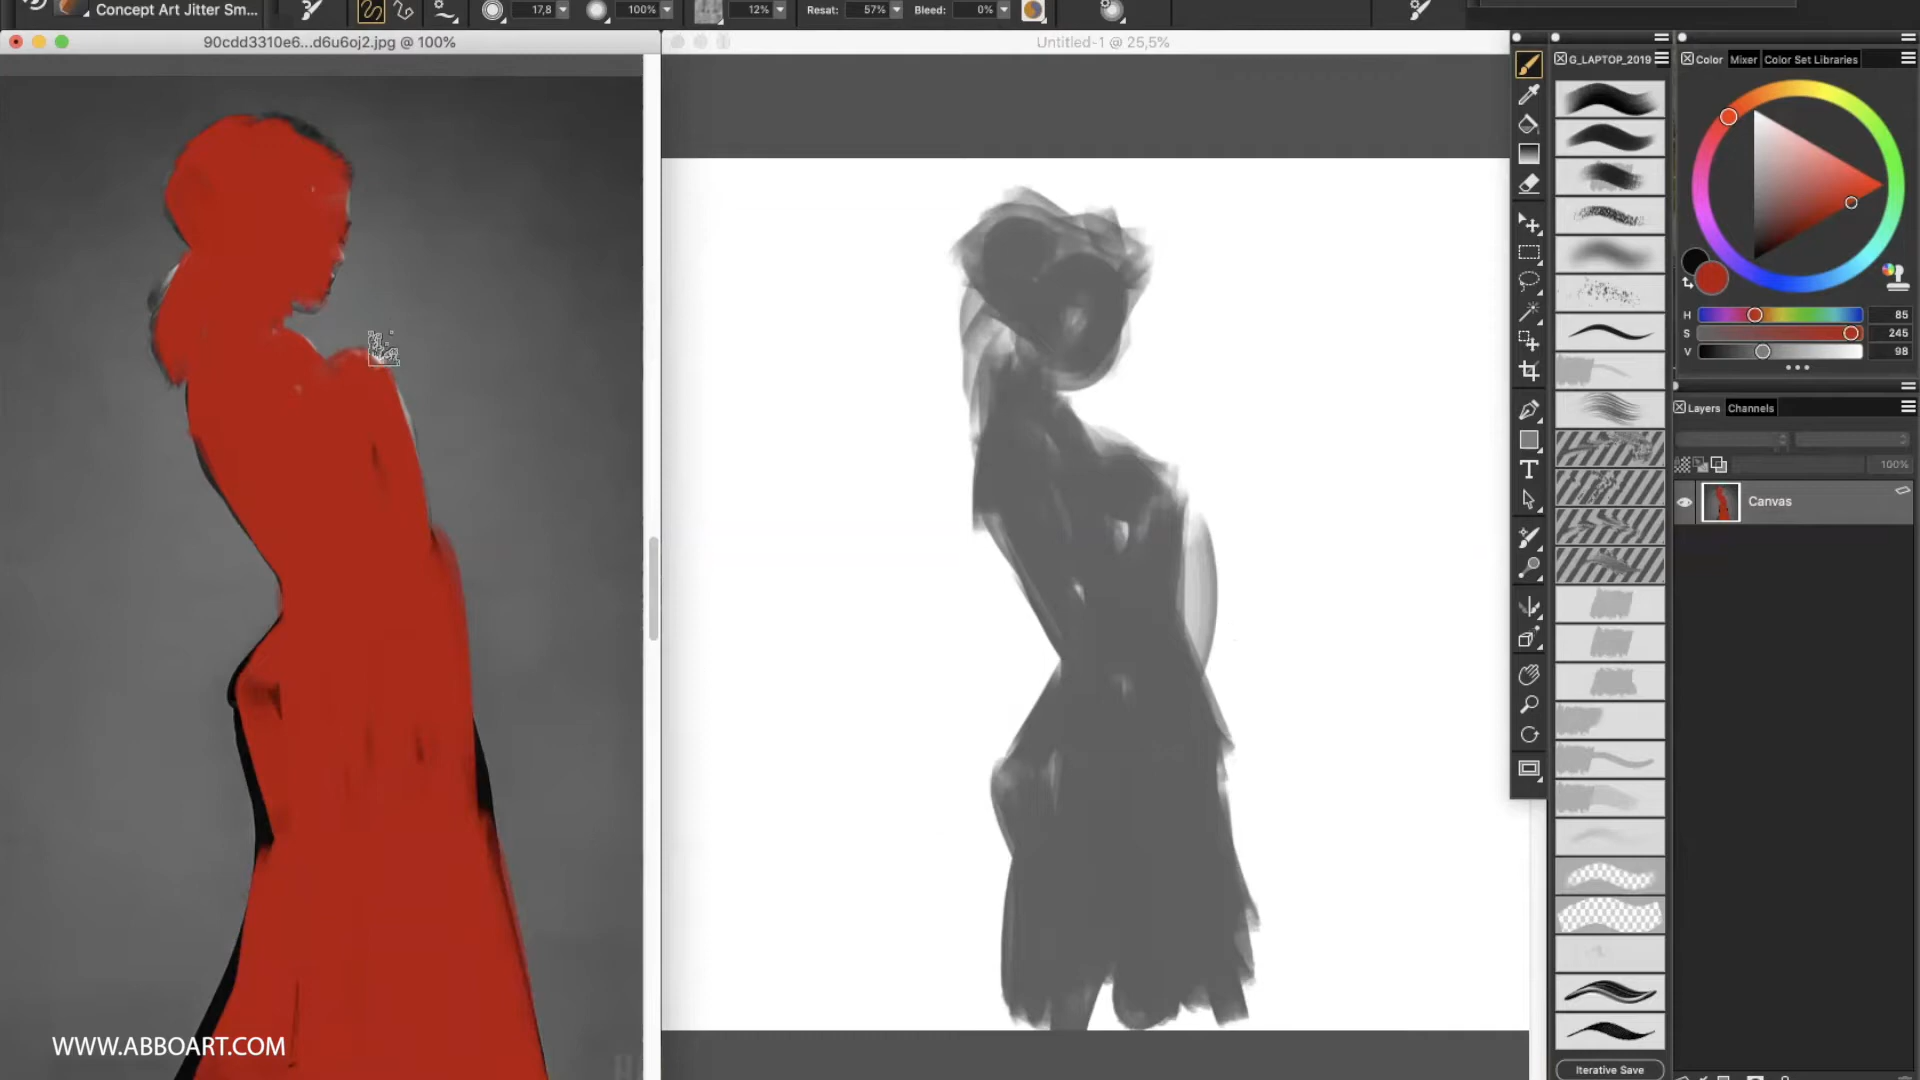 Concept Art Jitter Sm...
17,8
100%
12%
Resat:
57%
Bleed:
0%
90cdd3310e6...d6u6oj2.jpg @ 100%
Untitled-1 @ 25,5%
G_LAPTOP_2019
Color
Mixer
Color Set Libraries
H
85
S
245
V
98
Layers
Channels
100%
Canvas
T
Iterative Save
WWW.ABBOART.COM